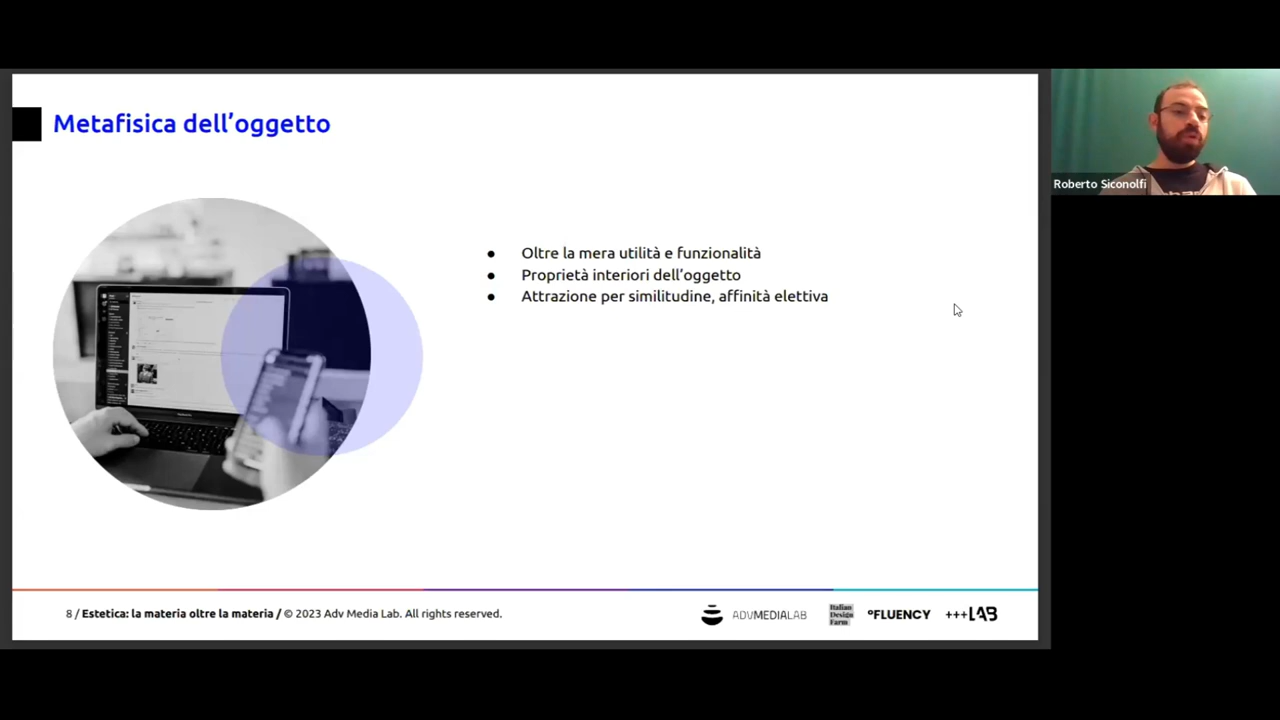 Metafisica dell’oggetto
● Oltre la mera utilità e funzionalità
● Proprietà interiori dell’oggetto
● Attrazione per similitudine, affinità elettiva
Roberto Siconolfi
8 / Estetica: la materia oltre la materia / © 2023 Adv Media Lab. All rights reserved.
ADVMEDIALAB
Italian
Design
Farm
°FLUENCY
+++LAB